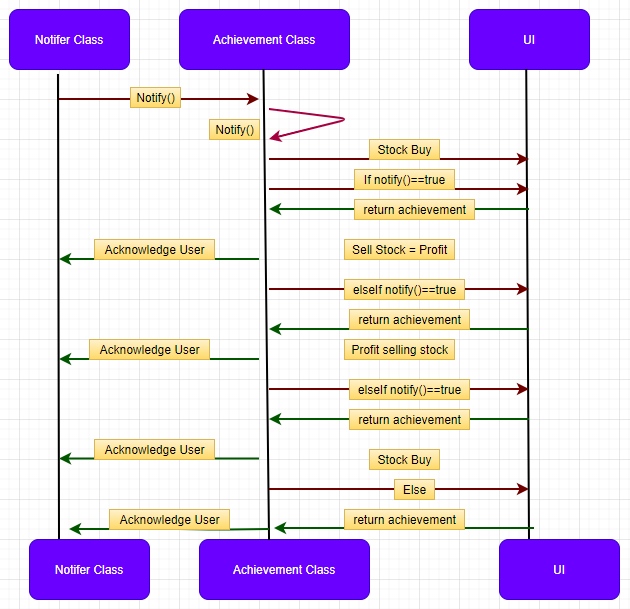 Notifer Class
Achievement Class
UI
Notify()
Notify()
Stock Buy
If notify()==true
return achievement
Acknowledge User
Sell Stock = Profit
elseIf notify()==true
return achievement
Acknowledge User
Profit selling stock
elseIf notify()==true
return achievement
Acknowledge User
Stock Buy
Else
Acknowledge User
return achievement
Notifer Class
Achievement Class
UI